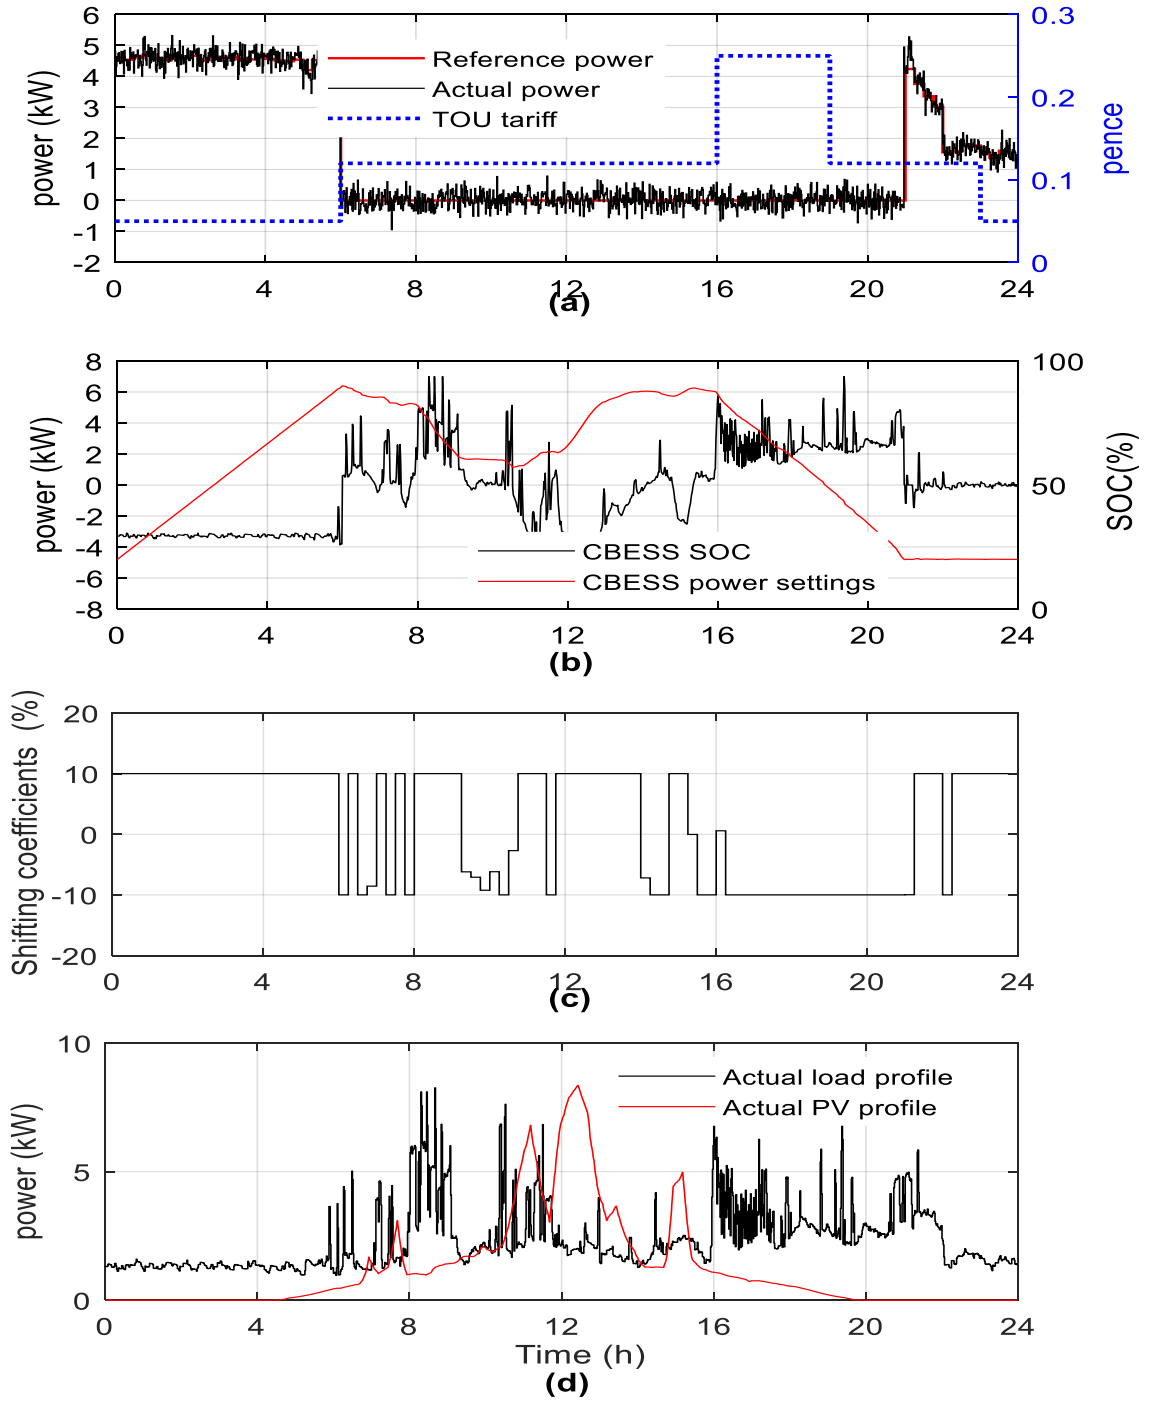 6
5
4
3
2
1
0
-1
-2
power (kW)
Reference power
Actual power
TOU tariff
0.3
0.2
0.1
0
pence
0 4 12 16 20 24
(a)
8
6
4
2
0
-2
-4
-6
-8
power (kW)
CBESS SOC
CBESS power settings
100
50
0
SOC(%)
0 4 8 12 16 20 24
(b)
20
10
0
-10
-20
Shifting coefficients (%)
0 4 8 12 16 20 24
(c)
10
5
0
power (kW)
Actual load profile
Actual PV profile
0 4 8 12 16 20 24
Time (h)
(d)